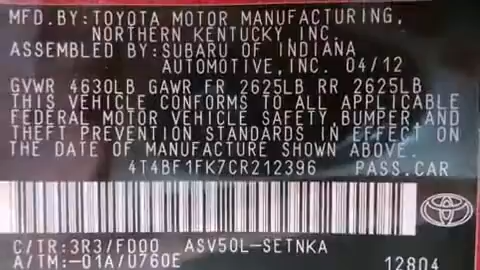 MFD.BY:TOYOTA MOTOR MANUFACTURING,
NORTHERN KENTUCKY,INC.
ASSEMBLED BY:SUBARU OF INDIANA
AUTOMOTIVE,INC. 04/12
GVWR 4630LB GAWR FR 2625LB RR 2625LB
THIS VEHICLE CONFORMS TO ALL APPLICABLE
FEDERAL MOTOR VEHICLE SAFETY,BUMPER,AND
THEFT PREVENTION STANDARDS IN EFFECT ON
THE DATE OF MANUFACTURE SHOWN ABOVE.
4T4BF1FK7CR212396 PASS.CAR
C/TR:3R3/F000 ASV50L-SETNKA
A/TM:-01A/U760E 12804